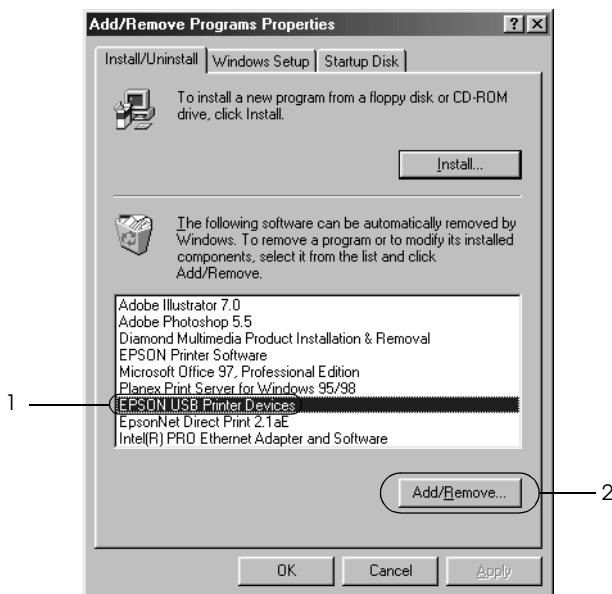 Add/Remove Programs Properties
Install/Uninstall Windows Setup Startup Disk
To install a new program from a floppy disk or CD-ROM
drive, click Install.
Install...
The following software can be automatically removed by
Windows. To remove a program or to modify its installed
components, select it from the list and click
Add/Remove.
Adobe Illustrator 7.0
Adobe Photoshop 5.5
Diamond Multimedia Product Installation & Removal
EPSON Printer Software
Microsoft Office 97, Professional Edition
Planex Print Server for Windows 95/98
1
EPSON USB Printer Devices
EpsonNet Direct Print 2.1aE
Intel(R) PRO Ethernet Adapter and Software
Add/Remove...
2
OK Cancel Apply